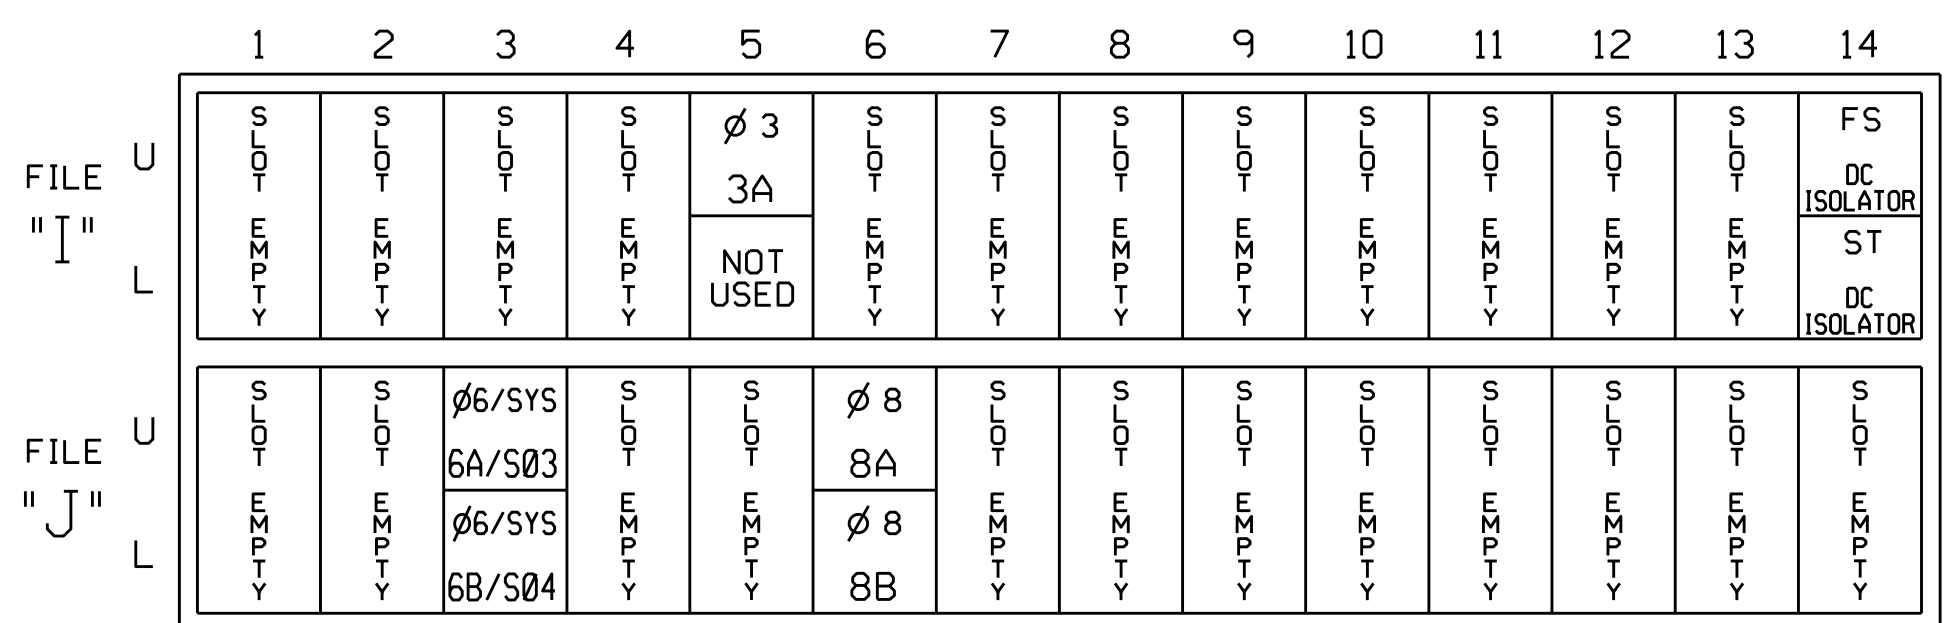 1 2 3 4 5 6 7 8 9 10 11 12 13 14
FILE "I"
U
L
SLOT EMPTY
SLOT EMPTY
SLOT EMPTY
SLOT EMPTY
Ø 3
3A
NOT
USED
SLOT EMPTY
SLOT EMPTY
SLOT EMPTY
SLOT EMPTY
SLOT EMPTY
SLOT EMPTY
SLOT EMPTY
SLOT EMPTY
FS
DC
ISOLATOR
ST
DC
ISOLATOR
FILE "J"
U
L
SLOT EMPTY
SLOT EMPTY
Ø6/SYS
6A/S03
Ø6/SYS
6B/S04
SLOT EMPTY
SLOT EMPTY
Ø 8
8A
Ø 8
8B
SLOT EMPTY
SLOT EMPTY
SLOT EMPTY
SLOT EMPTY
SLOT EMPTY
SLOT EMPTY
SLOT EMPTY
SLOT EMPTY